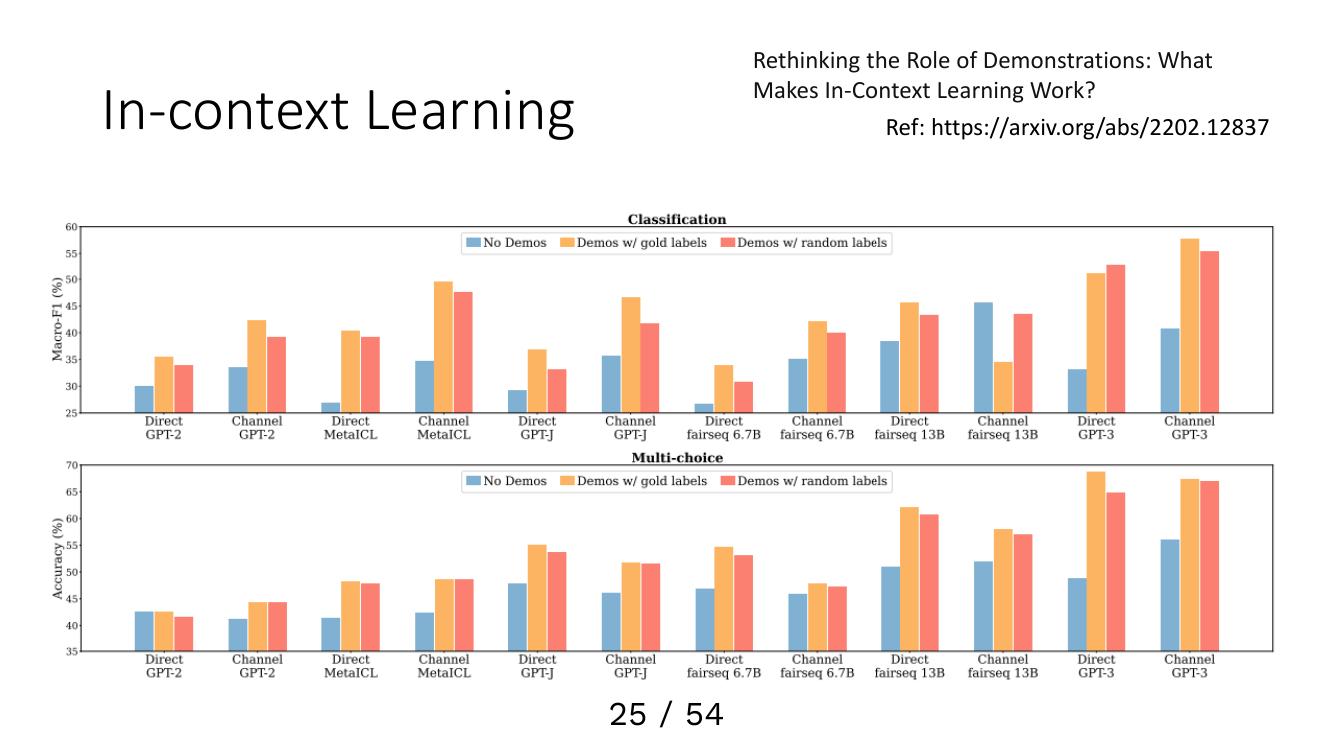 In-context Learning
Rethinking the Role of Demonstrations: What
Makes In-Context Learning Work?
Ref: https://arxiv.org/abs/2202.12837
Classification
No Demos Demos w/ gold labels Demos w/ random labels
Macro-F1 (%)
60
55
50
45
40
35
30
25
Direct Channel Direct Channel Direct Channel Direct Channel Direct Channel Direct Channel
GPT-2 GPT-2 MetaICL MetaICL GPT-J GPT-J fairseq 6.7B fairseq 6.7B fairseq 13B fairseq 13B GPT-3 GPT-3
Multi-choice
No Demos Demos w/ gold labels Demos w/ random labels
Accuracy (%)
70
65
60
55
50
45
40
35
Direct Channel Direct Channel Direct Channel Direct Channel Direct Channel Direct Channel
GPT-2 GPT-2 MetaICL MetaICL GPT-J GPT-J fairseq 6.7B fairseq 6.7B fairseq 13B fairseq 13B GPT-3 GPT-3
25 / 54